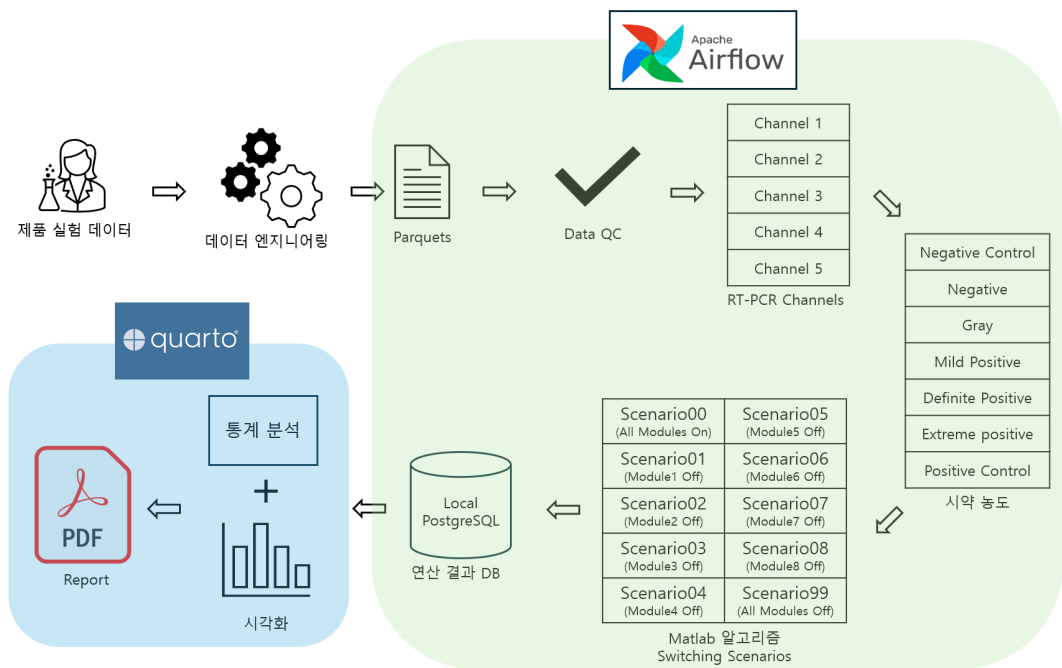 Apache
Airflow
제품 실험 데이터
데이터 엔지니어링
Parquets
Data QC
Channel 1
Channel 2
Channel 3
Channel 4
Channel 5
RT-PCR Channels
Negative Control
Negative
Gray
Mild Positive
Definite Positive
Extreme positive
Positive Control
시약 농도
Scenario00
(All Modules On)
Scenario05
(Module5 Off)
Scenario01
(Module1 Off)
Scenario06
(Module6 Off)
Scenario02
(Module2 Off)
Scenario07
(Module7 Off)
Scenario03
(Module3 Off)
Scenario08
(Module8 Off)
Scenario04
(Module4 Off)
Scenario99
(All Modules Off)
Matlab 알고리즘
Switching Scenarios
Local
PostgreSQL
연산 결과 DB
quarto®
통계 분석
+
시각화
PDF
Report